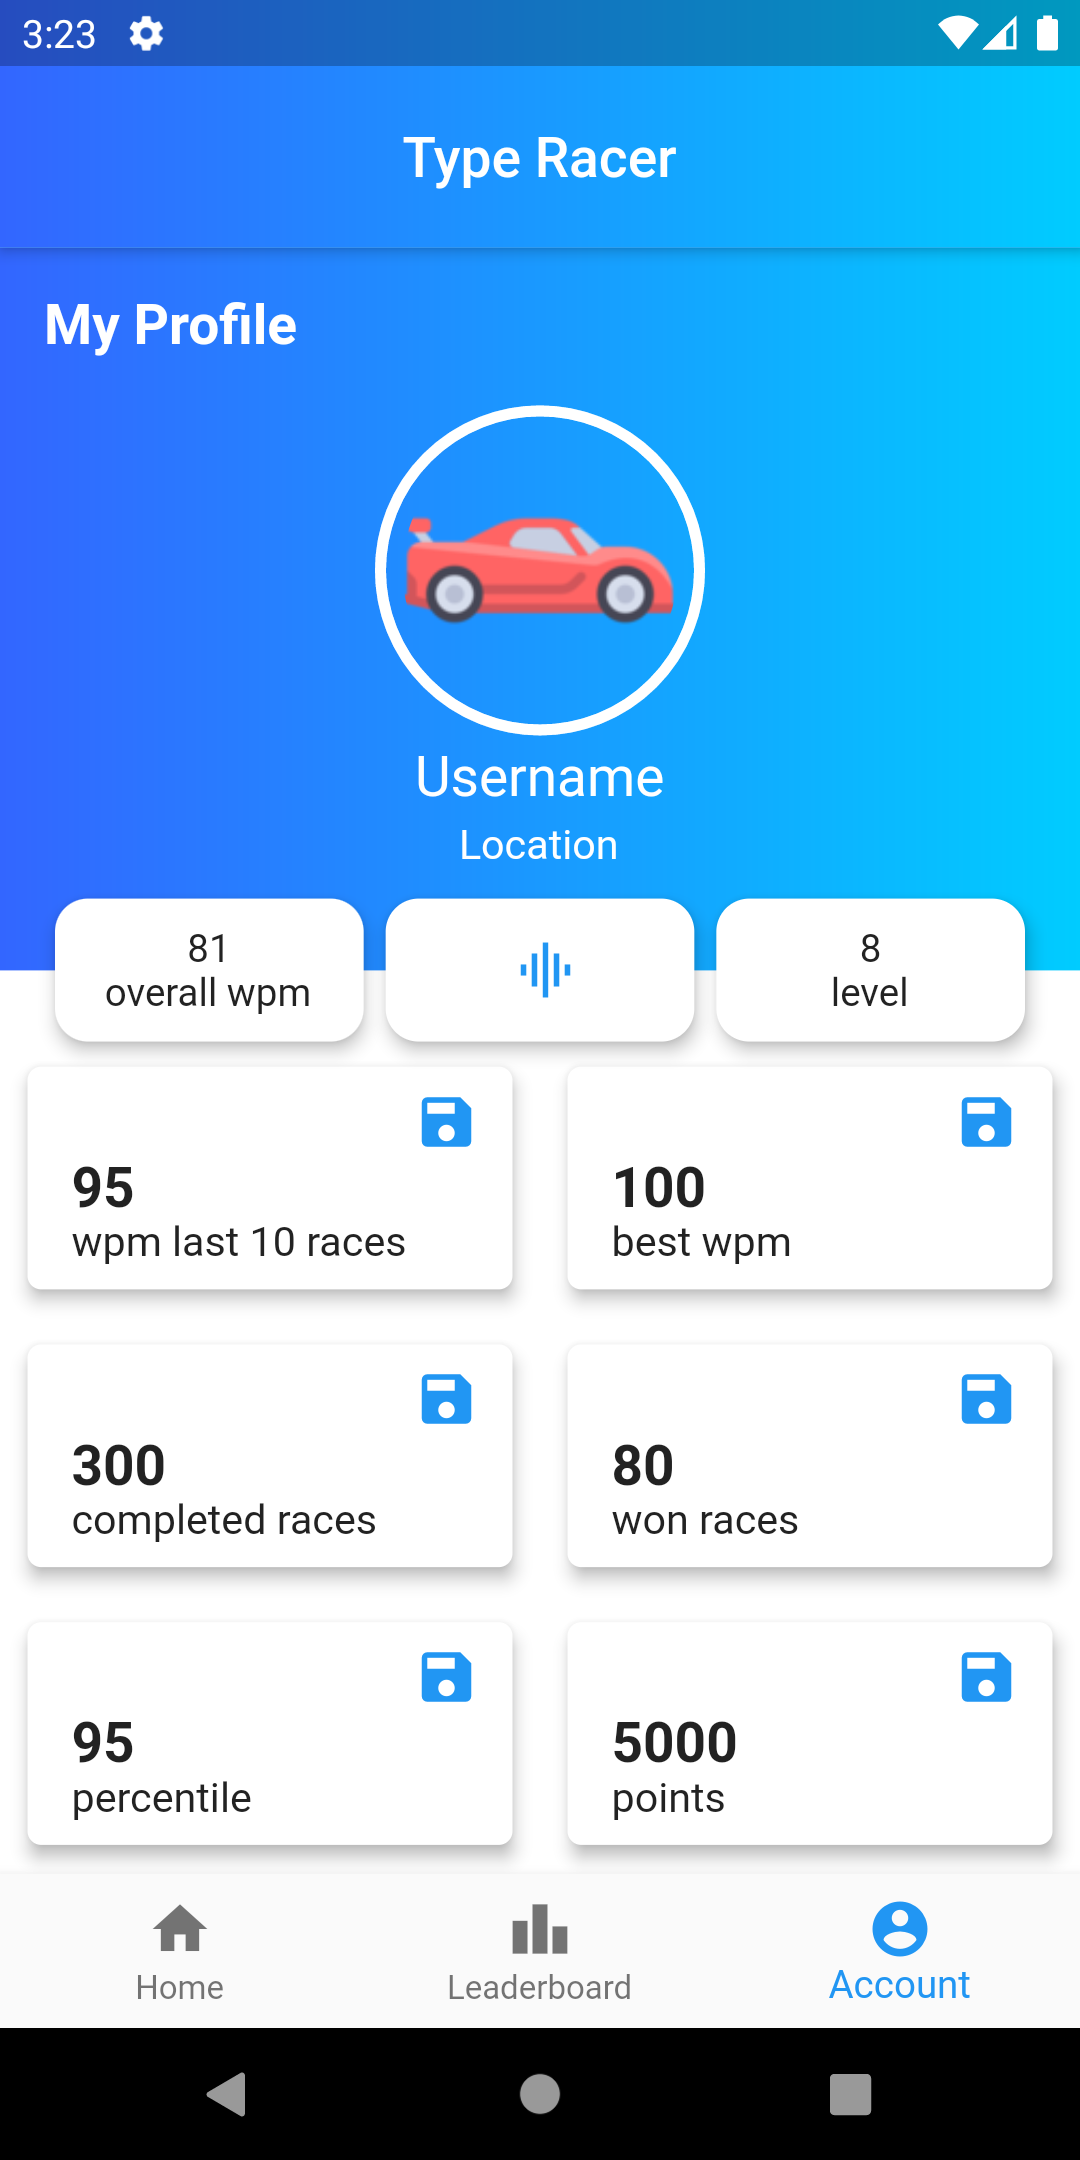 3:23
Type Racer
My Profile
Username
Location
81
overall wpm
8
level
95
wpm last 10 races
100
best wpm
300
completed races
80
won races
95
percentile
5000
points
Home
Leaderboard
Account